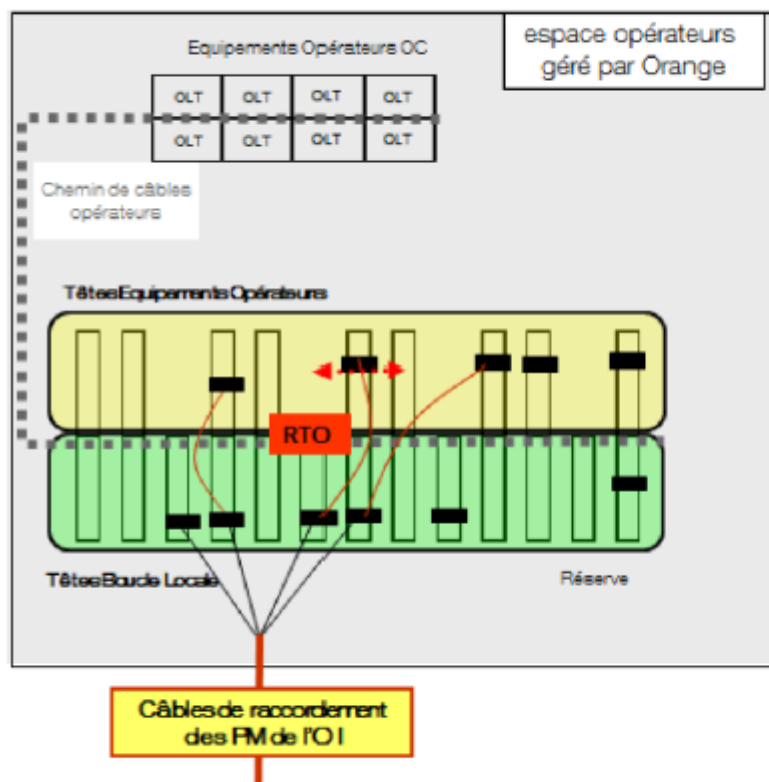 espace opérateurs
géré par Orange
Equipements Opérateurs OC
OLT OLT OLT OLT
OLT OLT OLT OLT
Chemin de câbles
opérateurs
Têtes Equipements Opérateurs
RTO
Têtes Boucle Locale
Réserve
Câbles de raccordement
des PM de l'OI